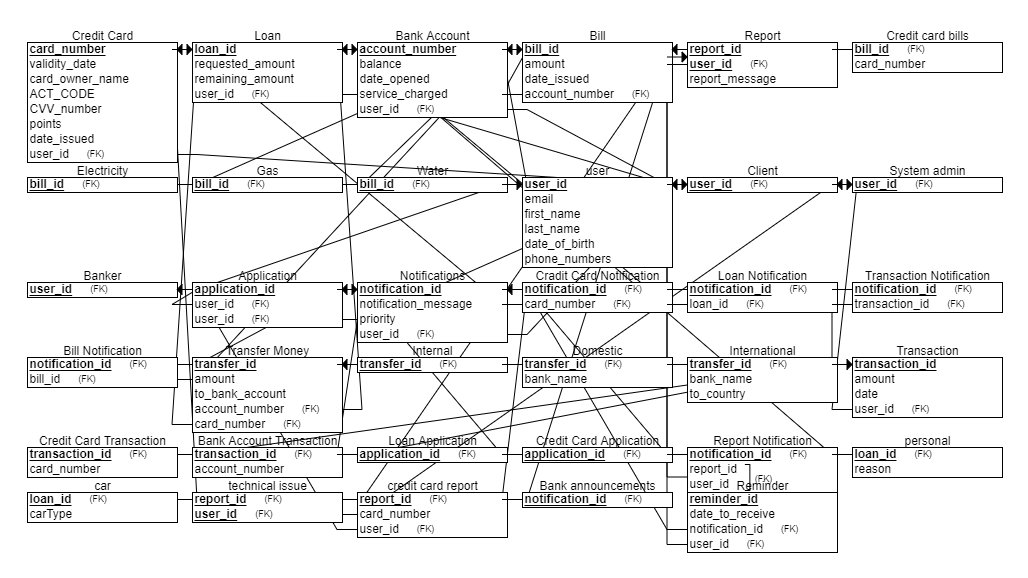 Credit Card
card_number
validity_date
card_owner_name
ACT_CODE
CVV_number
points
date_issued
user_id (FK)
Loan
loan_id
requested_amount
remaining_amount
user_id (FK)
Bank Account
account_number
balance
date_opened
service_charged
user_id (FK)
Bill
bill_id
amount
date_issued
account_number (FK)
Report
report_id
user_id (FK)
report_message
Credit card bills
bill_id (FK)
card_number
Electricity
bill_id (FK)
Gas
bill_id (FK)
Water
bill_id (FK)
user
user_id
email
first_name
last_name
date_of_birth
phone_numbers
Client
user_id (FK)
System admin
user_id (FK)
Banker
user_id (FK)
Application
application_id
user_id (FK)
user_id (FK)
Notifications
notification_id
notification_message
priority
user_id (FK)
Cradit Card Notification
notification_id (FK)
card_number (FK)
Loan Notification
notification_id (FK)
loan_id (FK)
Transaction Notification
notification_id (FK)
transaction_id (FK)
Bill Notification
notification_id (FK)
bill_id (FK)
Transfer Money
transfer_id
amount
to_bank_account
account_number (FK)
card_number (FK)
Internal
transfer_id (FK)
Domestic
transfer_id (FK)
bank_name
International
transfer_id (FK)
bank_name
to_country
Transaction
transaction_id
amount
date
user_id (FK)
Credit Card Transaction
transaction_id (FK)
card_number
Bank Account Transaction
transaction_id (FK)
account_number
Loan Application
application_id (FK)
Credit Card Application
application_id (FK)
Report Notification
notification_id (FK)
report_id
user_id (FK)
personal
loan_id (FK)
reason
car
loan_id (FK)
carType
technical issue
report_id (FK)
user_id (FK)
credit card report
report_id (FK)
card_number
user_id (FK)
Bank announcements
notification_id (FK)
Reminder
reminder_id
date_to_receive
notification_id (FK)
user_id (FK)